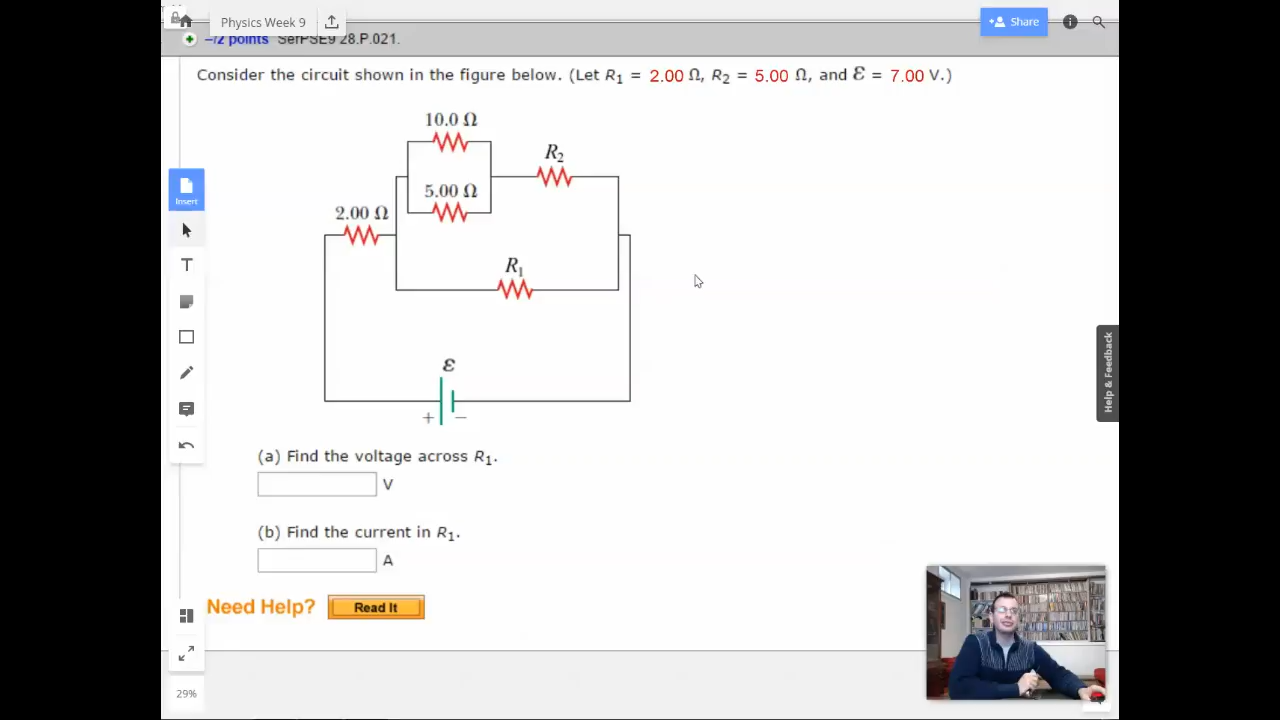 Physics Week 9
Share
−/2 points SerPSE9 28.P.021.
Consider the circuit shown in the figure below. (Let R1 = 2.00 Ω, R2 = 5.00 Ω, and ℰ = 7.00 V.)
10.0 Ω
R2
5.00 Ω
2.00 Ω
R1
ℰ
+ −
Insert
T
Help & Feedback
(a) Find the voltage across R1.
V
(b) Find the current in R1.
A
Need Help? Read It
29%